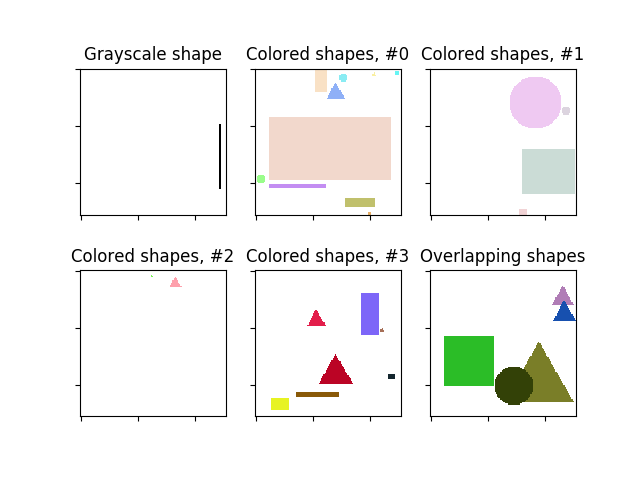 Grayscale shape
Colored shapes, #0
Colored shapes, #1
Colored shapes, #2
Colored shapes, #3
Overlapping shapes